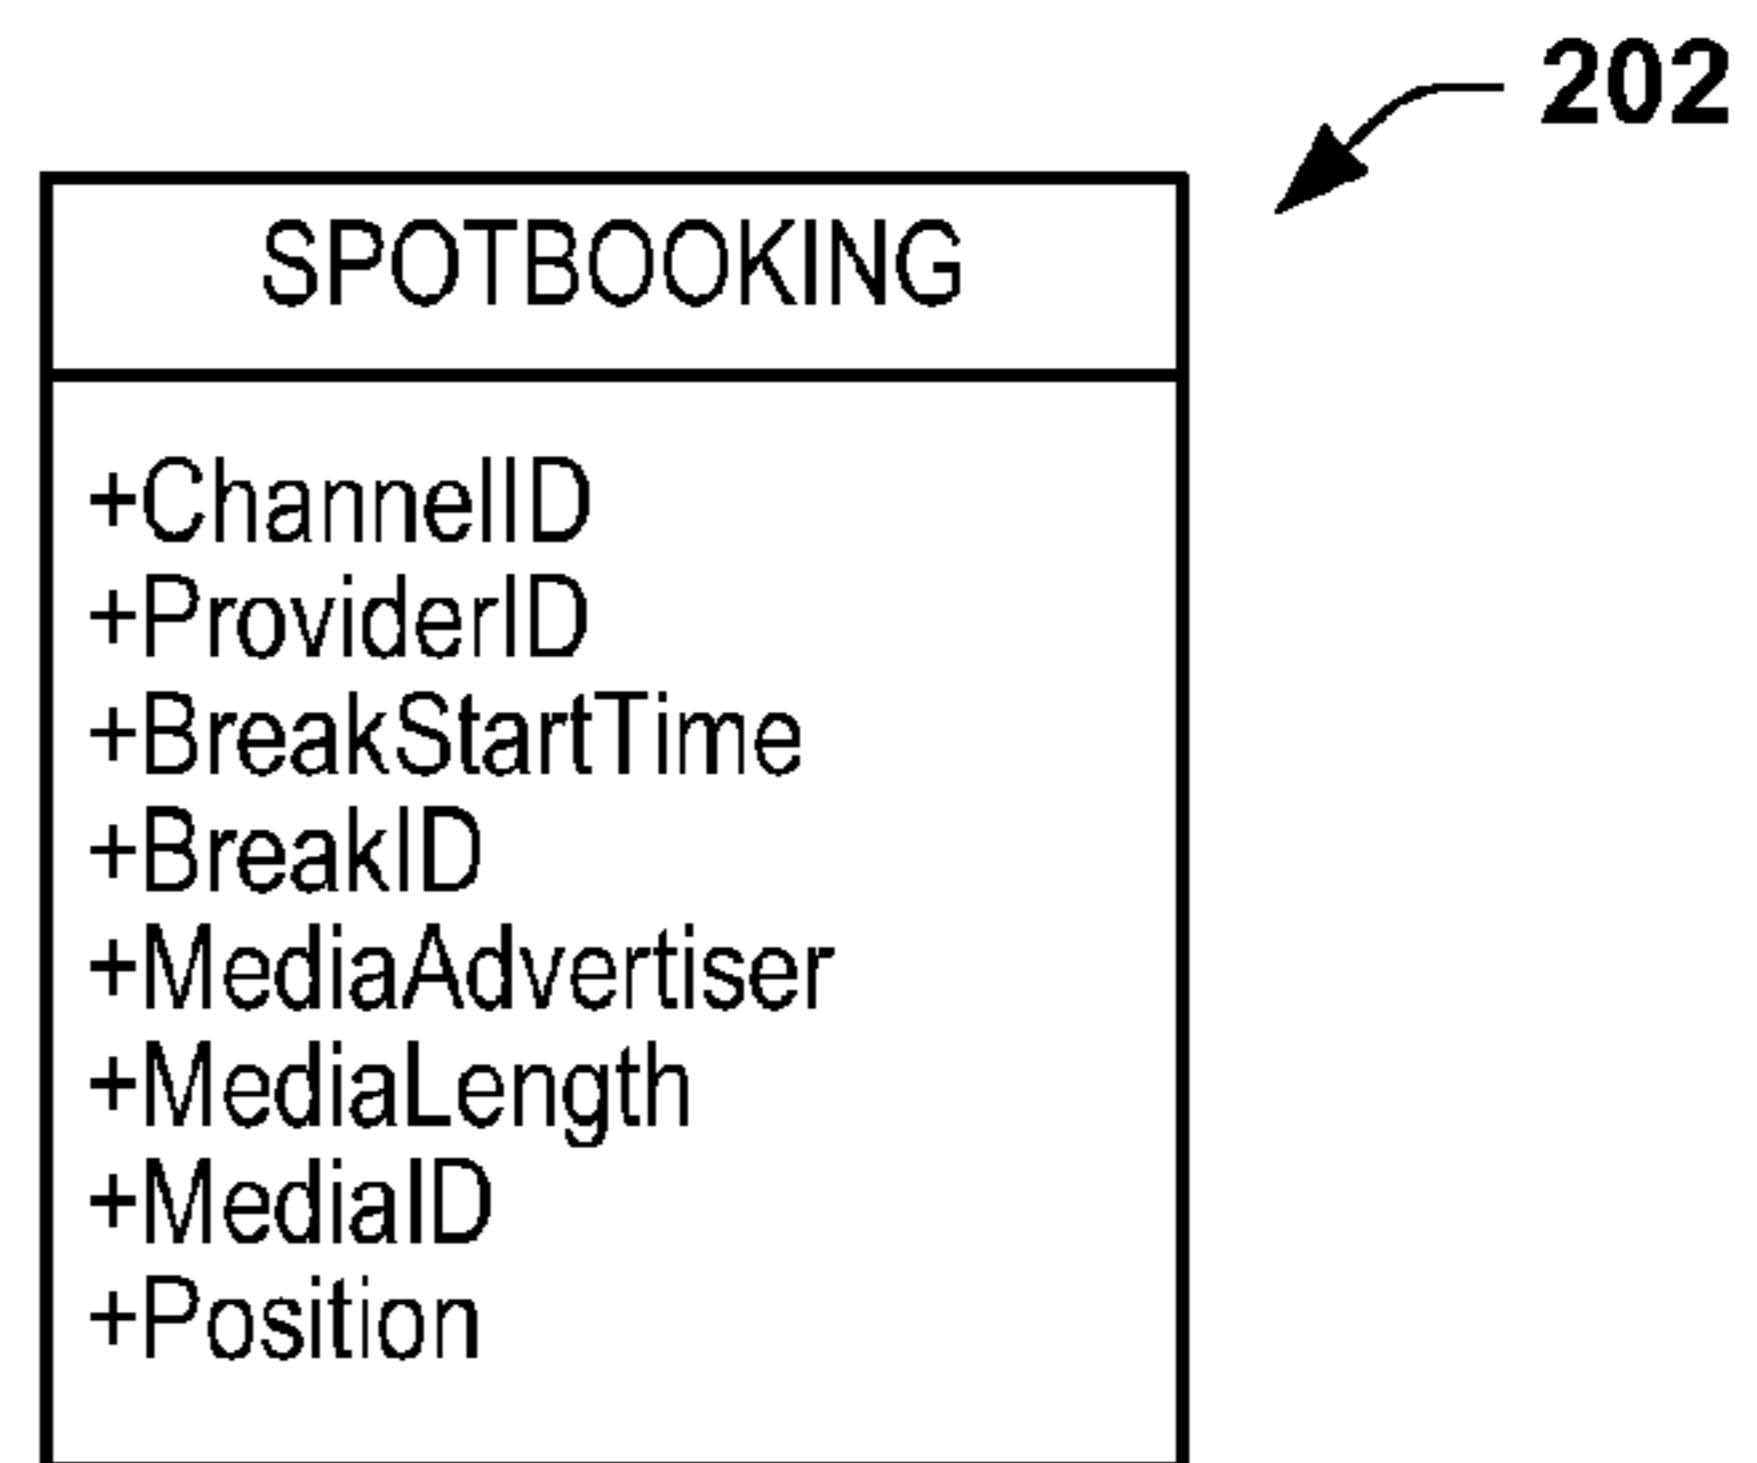 202
SPOTBOOKING
+ChannelID
+ProviderID
+BreakStartTime
+BreakID
+MediaAdvertiser
+MediaLength
+MediaID
+Position